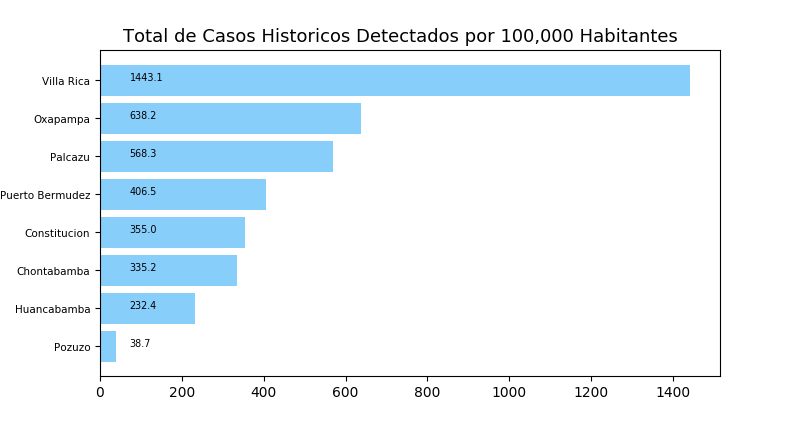 Total de Casos Historicos Detectados por 100,000 Habitantes
Villa Rica 1443.1
Oxapampa 638.2
Palcazu 568.3
Puerto Bermudez 406.5
Constitucion 355.0
Chontabamba 335.2
Huancabamba 232.4
Pozuzo 38.7
0 200 400 600 800 1000 1200 1400